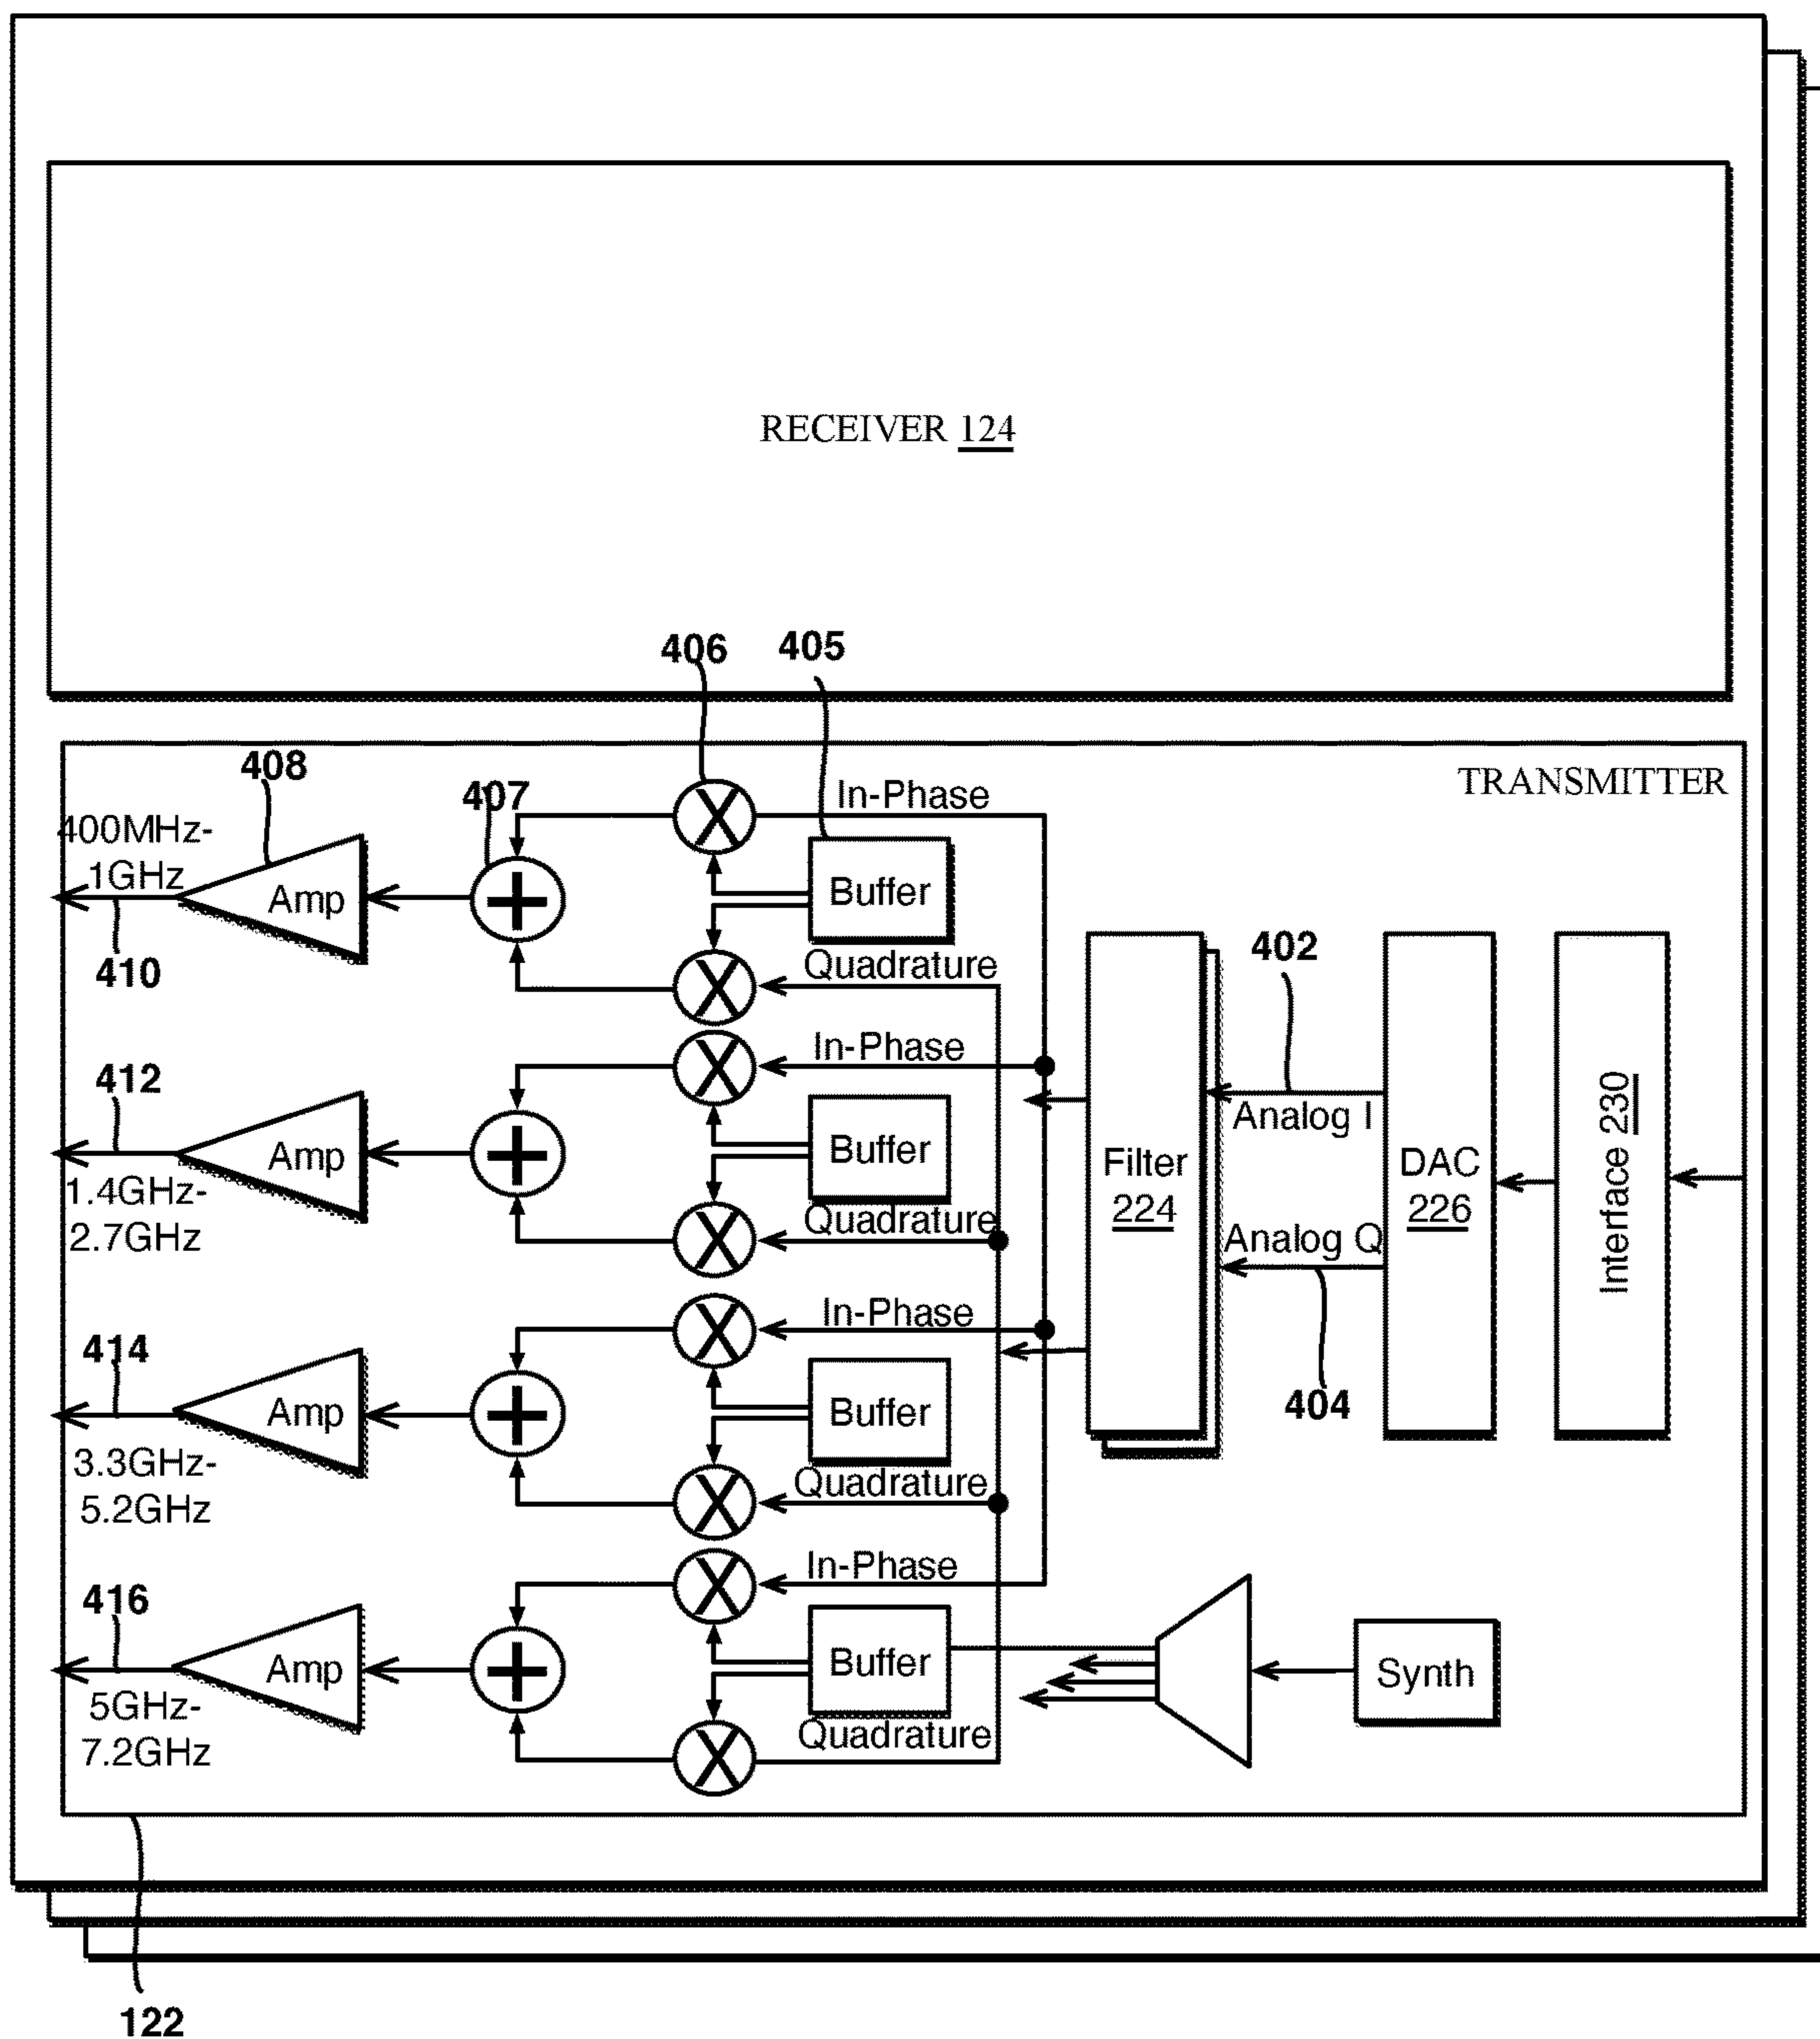 RECEIVER 124
406
405
TRANSMITTER
408
407
In-Phase
400MHz-
1GHz
Amp
+
X
Buffer
410
Quadrature
X
402
404
Analog I
Analog Q
Filter
224
DAC
226
Interface 230
412
In-Phase
X
Amp
+
Buffer
1.4GHz-
2.7GHz
Quadrature
X
414
In-Phase
X
Amp
+
Buffer
3.3GHz-
5.2GHz
Quadrature
X
416
In-Phase
X
Amp
+
Buffer
Synth
5GHz-
7.2GHz
Quadrature
X
122